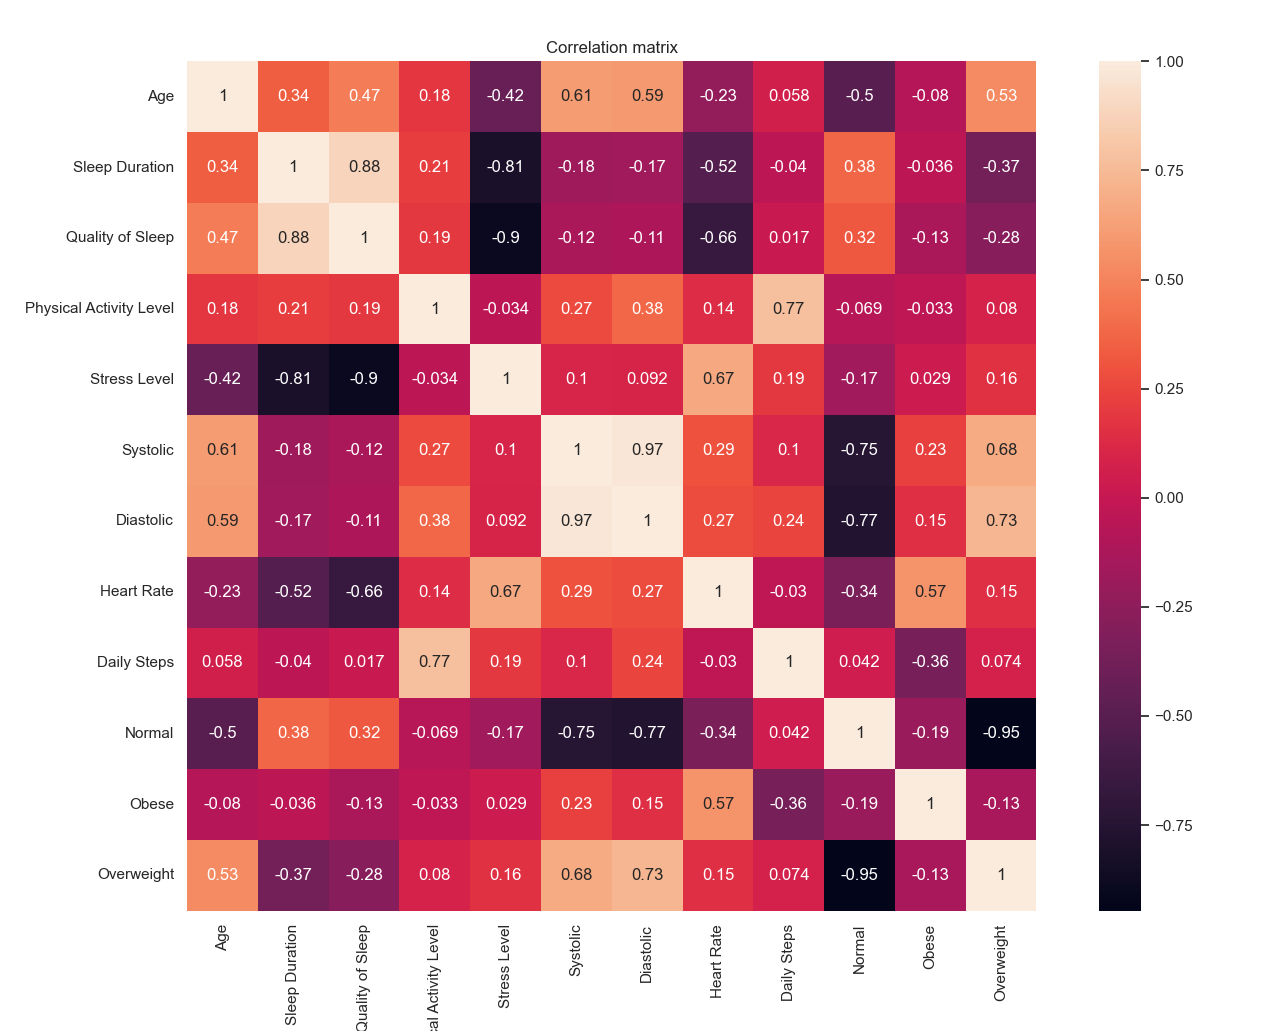 Correlation matrix
Age 1 0.34 0.47 0.18 -0.42 0.61 0.59 -0.23 0.058 -0.5 -0.08 0.53
Sleep Duration 0.34 1 0.88 0.21 -0.81 -0.18 -0.17 -0.52 -0.04 0.38 -0.036 -0.37
Quality of Sleep 0.47 0.88 1 0.19 -0.9 -0.12 -0.11 -0.66 0.017 0.32 -0.13 -0.28
Physical Activity Level 0.18 0.21 0.19 1 -0.034 0.27 0.38 0.14 0.77 -0.069 -0.033 0.08
Stress Level -0.42 -0.81 -0.9 -0.034 1 0.1 0.092 0.67 0.19 -0.17 0.029 0.16
Systolic 0.61 -0.18 -0.12 0.27 0.1 1 0.97 0.29 0.1 -0.75 0.23 0.68
Diastolic 0.59 -0.17 -0.11 0.38 0.092 0.97 1 0.27 0.24 -0.77 0.15 0.73
Heart Rate -0.23 -0.52 -0.66 0.14 0.67 0.29 0.27 1 -0.03 -0.34 0.57 0.15
Daily Steps 0.058 -0.04 0.017 0.77 0.19 0.1 0.24 -0.03 1 0.042 -0.36 0.074
Normal -0.5 0.38 0.32 -0.069 -0.17 -0.75 -0.77 -0.34 0.042 1 -0.19 -0.95
Obese -0.08 -0.036 -0.13 -0.033 0.029 0.23 0.15 0.57 -0.36 -0.19 1 -0.13
Overweight 0.53 -0.37 -0.28 0.08 0.16 0.68 0.73 0.15 0.074 -0.95 -0.13 1
Age
Sleep Duration
Quality of Sleep
cal Activity Level
Stress Level
Systolic
Diastolic
Heart Rate
Daily Steps
Normal
Obese
Overweight
1.00
0.75
0.50
0.25
0.00
−0.25
−0.50
−0.75